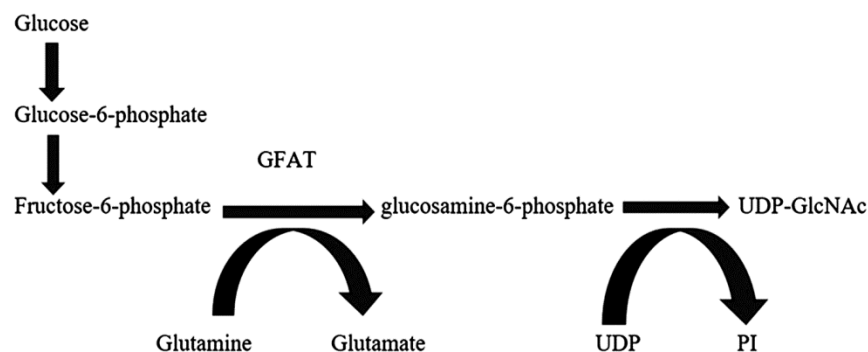 Glucose
Glucose-6-phosphate
GFAT
Fructose-6-phosphate glucosamine-6-phosphate UDP-GlcNAc
Glutamine Glutamate UDP PI